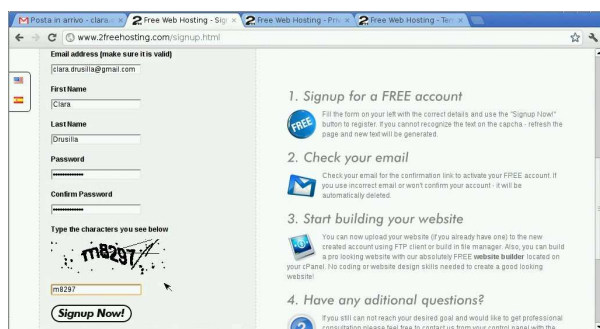 Posta in arrivo - clara.d
2 Free Web Hosting - Sig
2 Free Web Hosting - Priv
2 Free Web Hosting - Ter
www.2freehosting.com/signup.html
Email address (make sure it is valid)
clara.drusilla@gmail.com
First Name
Clara
Last Name
Drusilla
Password
Confirm Password
Type the characters you see below
m8297
Signup Now!
1. Signup for a FREE account
FREE
Fill the form on your left with the correct details and use the "Signup Now!"
button to register. If you cannot recognize the text on the capcha - refresh the
page and new text will be generated.
2. Check your email
Check your email for the confirmation link to activate your FREE account. If
you use incorrect email or won't confirm your account - it will be
automatically deleted.
3. Start building your website
You can now upload your website (if you already have one) to the new
created account using FTP client or build in file manager. Also, you can build
a pro looking website with our absolutely FREE website builder located on
your cPanel. No coding or website design skills needed to create a good looking
website!
4. Have any aditional questions?
If you still can not reach your desired goal and would like to get professional
consultation please feel free to contact us from your control panel with the